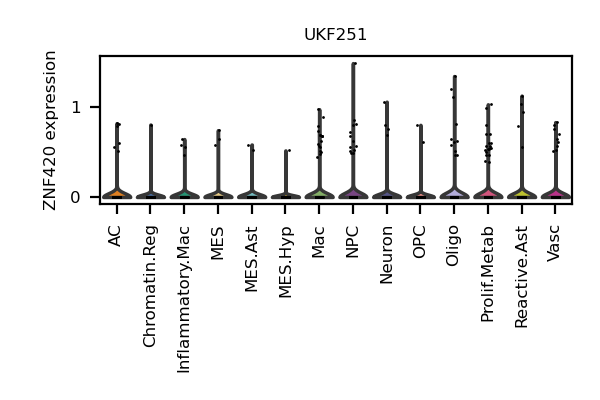 UKF251
ZNF420 expression
1
0
AC
Chromatin.Reg
Inflammatory.Mac
MES
MES.Ast
MES.Hyp
Mac
NPC
Neuron
OPC
Oligo
Prolif.Metab
Reactive.Ast
Vasc